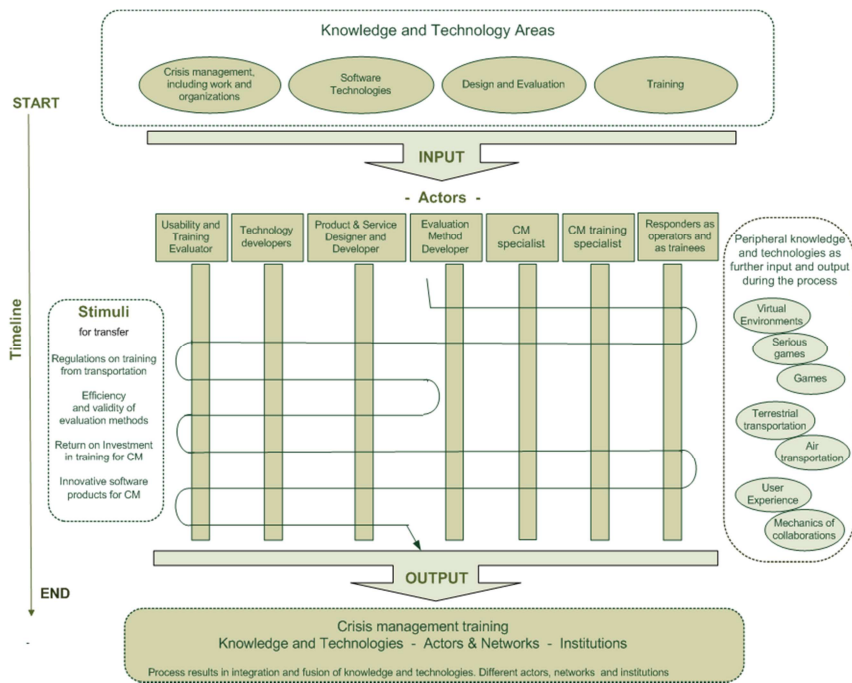 Knowledge and Technology Areas
Crisis management,
including work and
organizations
Software
Technologies
Design and Evaluation
Training
START
INPUT
- Actors -
Usability and
Training
Evaluator
Technology
developers
Product & Service
Designer and
Developer
Evaluation
Method
Developer
CM
specialist
CM training
specialist
Responders as
operators and
as trainees
Timeline
Stimuli
for transfer
Regulations on training
from transportation
Efficiency
and validity of
evaluation methods
Return on Investment
in training for CM
Innovative software
products for CM
Peripheral knowledge
and technologies as
further input and output
during the process
Virtual
Environments
Serious
games
Games
Terrestrial
transportation
Air
transportation
User
Experience
Mechanics of
collaborations
OUTPUT
END
-
Crisis management training
Knowledge and Technologies - Actors & Networks - Institutions
Process results in integration and fusion of knowledge and technologies. Different actors, networks and institutions